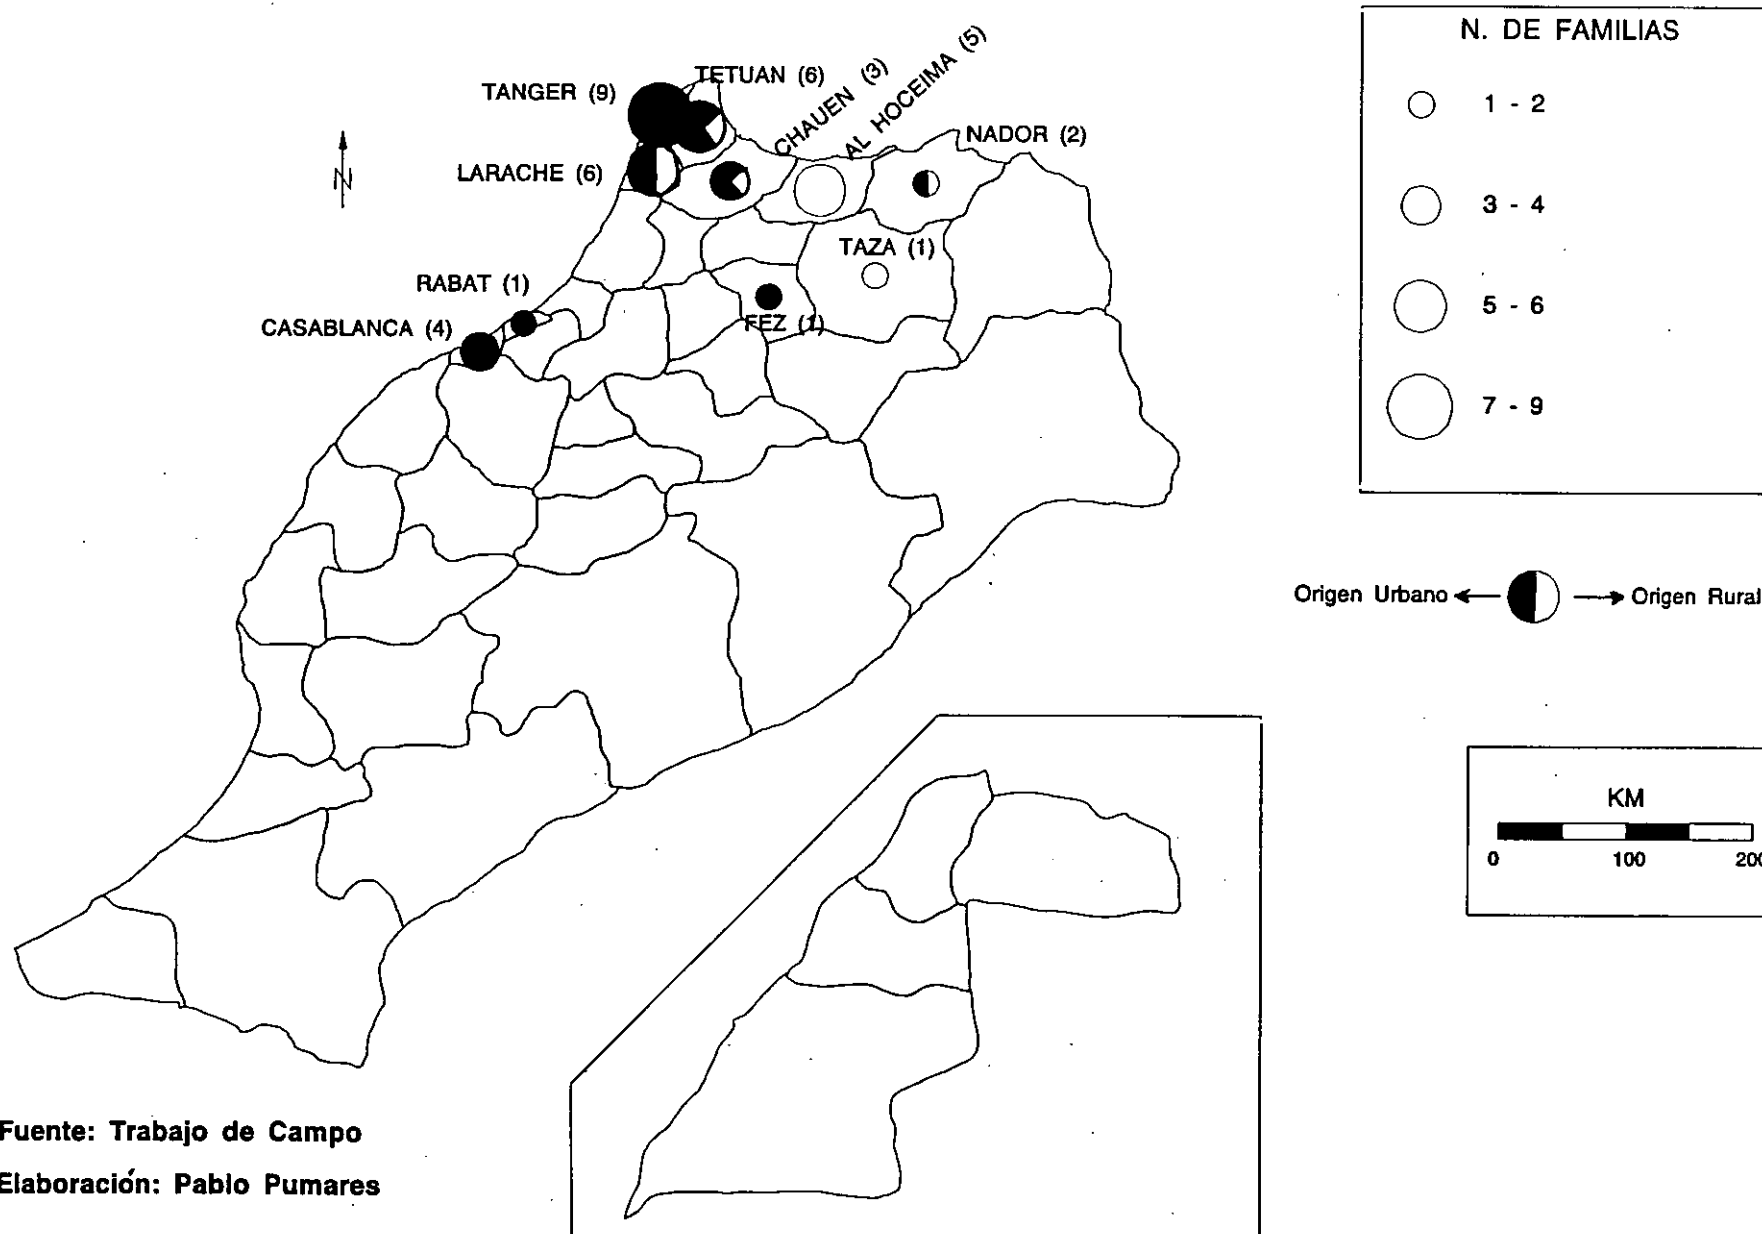 TETUAN (6)
TANGER (9)
CHAUEN (3)
AL HOCEIMA (5)
NADOR (2)
LARACHE (6)
TAZA (1)
RABAT (1)
FEZ (1)
CASABLANCA (4)
N
N. DE FAMILIAS
1 - 2
3 - 4
5 - 6
7 - 9
Origen Urbano
Origen Rural
KM
0 100 200
Fuente: Trabajo de Campo
Elaboración: Pablo Pumares